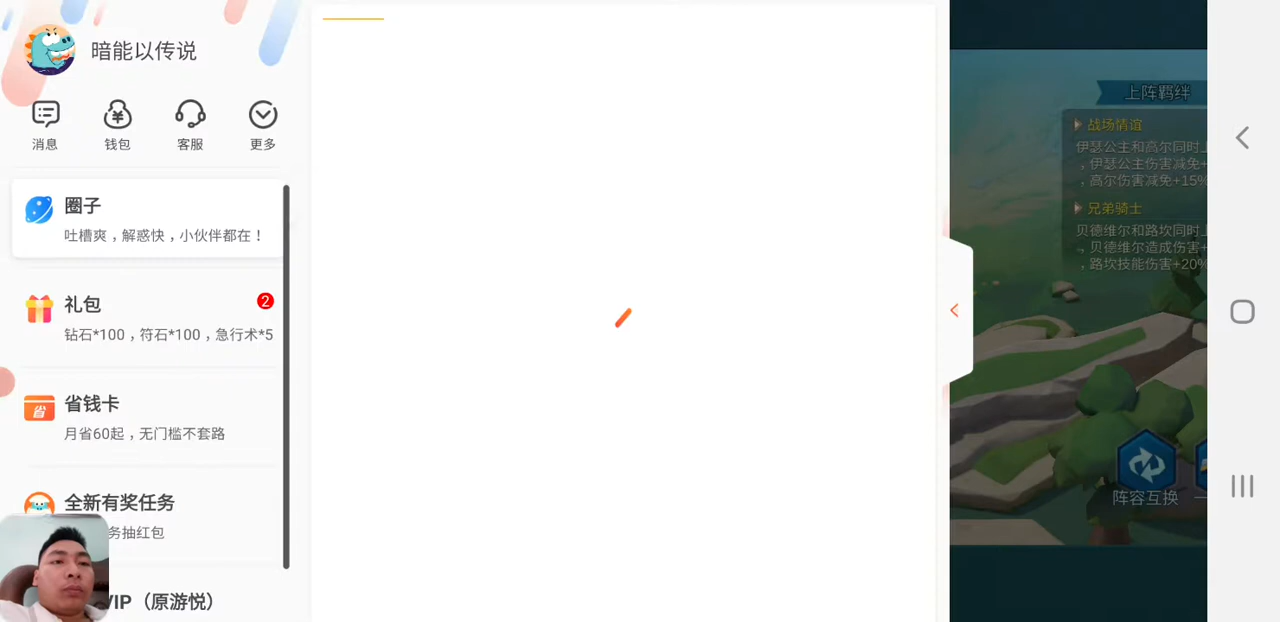 暗能以传说
消息
钱包
客服
更多
圈子
吐槽爽，解惑快，小伙伴都在！
礼包
2
钻石*100，符石*100，急行术*5
省钱卡
省
月省60起，无门槛不套路
全新有奖任务
务抽红包
VIP（原游悦）
上阵羁绊
战场情谊
伊瑟公主和高尔同时上
，伊瑟公主伤害减免+
，高尔伤害减免+15%
兄弟骑士
贝德维尔和路坎同时上
，贝德维尔造成伤害+
，路坎技能伤害+20%
阵容互换